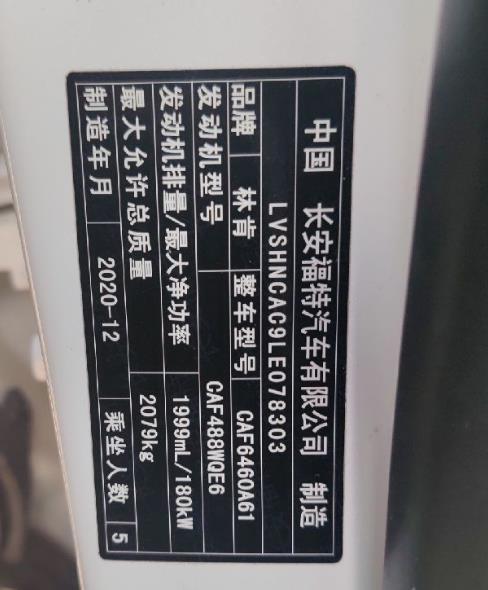 中国 长安福特汽车有限公司 制造
LVSHNCAC9LE078303
品牌 林肯 整车型号 CAF6460A61
发动机型号 CAF488WQE6
发动机排量/最大净功率 1999mL/180kW
最大允许总质量 2079kg
制造年月 2020-12 乘坐人数 5